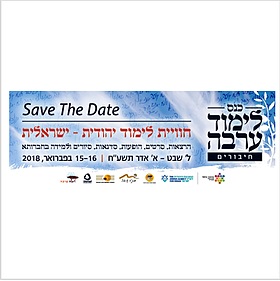 Save The Date
חוויית לימוד יהודית - ישראלית
הרצאות, סרטים, הופעות, סדנאות, סיורים ולמידה בחברותא
ל' שבט - א' אדר תשע"ח | 15-16 בפברואר, 2018
כנס
לימוד
ערבה
חיבורים